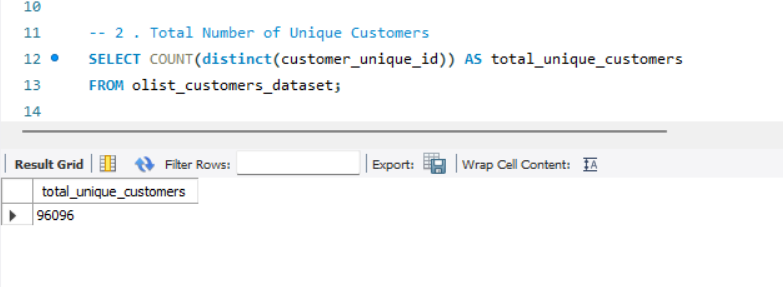 10
11 -- 2 . Total Number of Unique Customers
12 SELECT COUNT(distinct(customer_unique_id)) AS total_unique_customers
13 FROM olist_customers_dataset;
14
Result Grid Filter Rows: Export: Wrap Cell Content: IA
total_unique_customers
96096